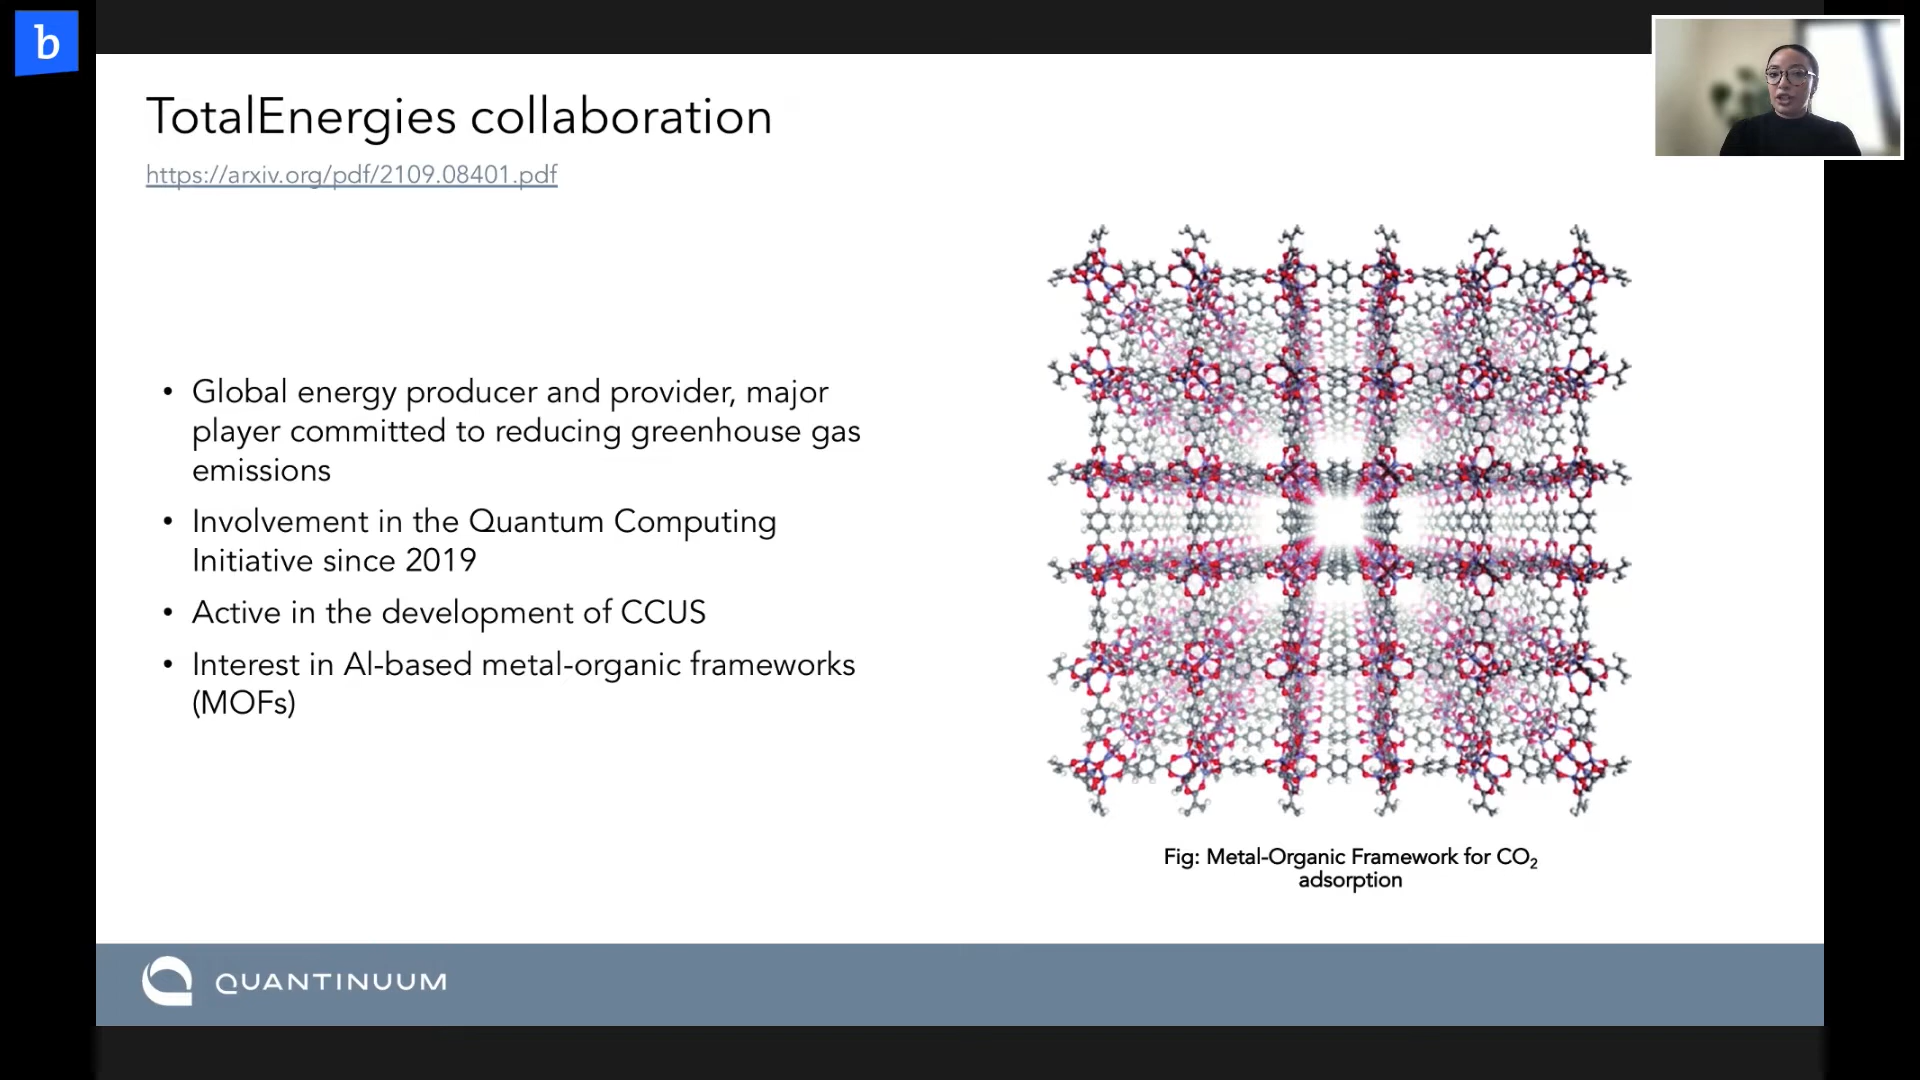 b
TotalEnergies collaboration
https://arxiv.org/pdf/2109.08401.pdf
• Global energy producer and provider, major
player committed to reducing greenhouse gas
emissions
• Involvement in the Quantum Computing
Initiative since 2019
• Active in the development of CCUS
• Interest in Al-based metal-organic frameworks
(MOFs)
Fig: Metal-Organic Framework for CO₂
adsorption
QUANTINUUM